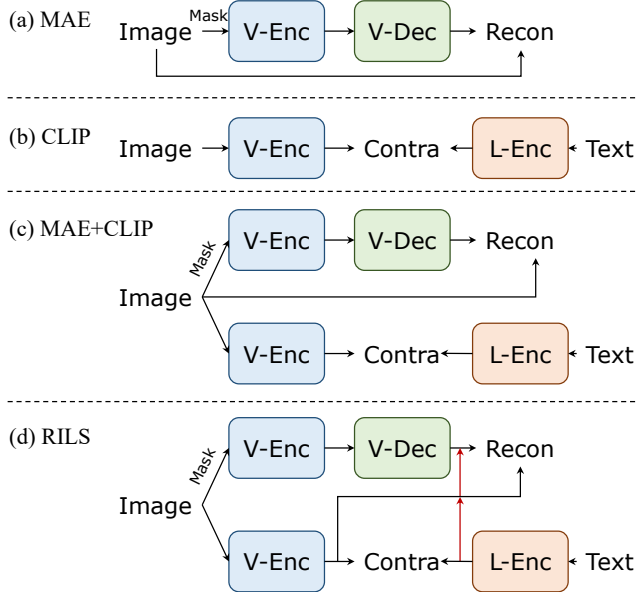 (a) MAE
Image Mask V-Enc V-Dec Recon
(b) CLIP
Image V-Enc Contra L-Enc Text
(c) MAE+CLIP
Mask V-Enc V-Dec Recon
Image
V-Enc Contra L-Enc Text
(d) RILS
Mask V-Enc V-Dec Recon
Image
V-Enc Contra L-Enc Text